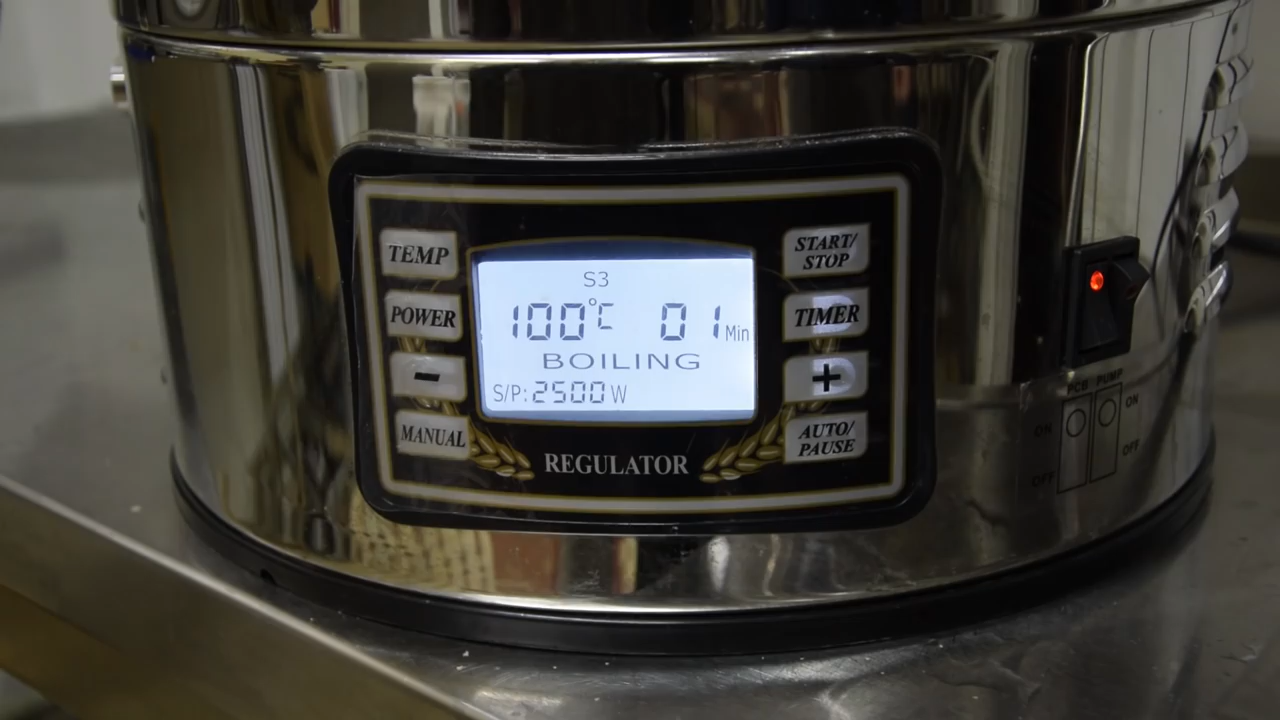 TEMP
POWER
-
MANUAL
S3
100°C 01 Min
BOILING
S/P: 2500 W
REGULATOR
START/
STOP
TIMER
+
AUTO/
PAUSE
PCB PUMP
ON ON
OFF OFF